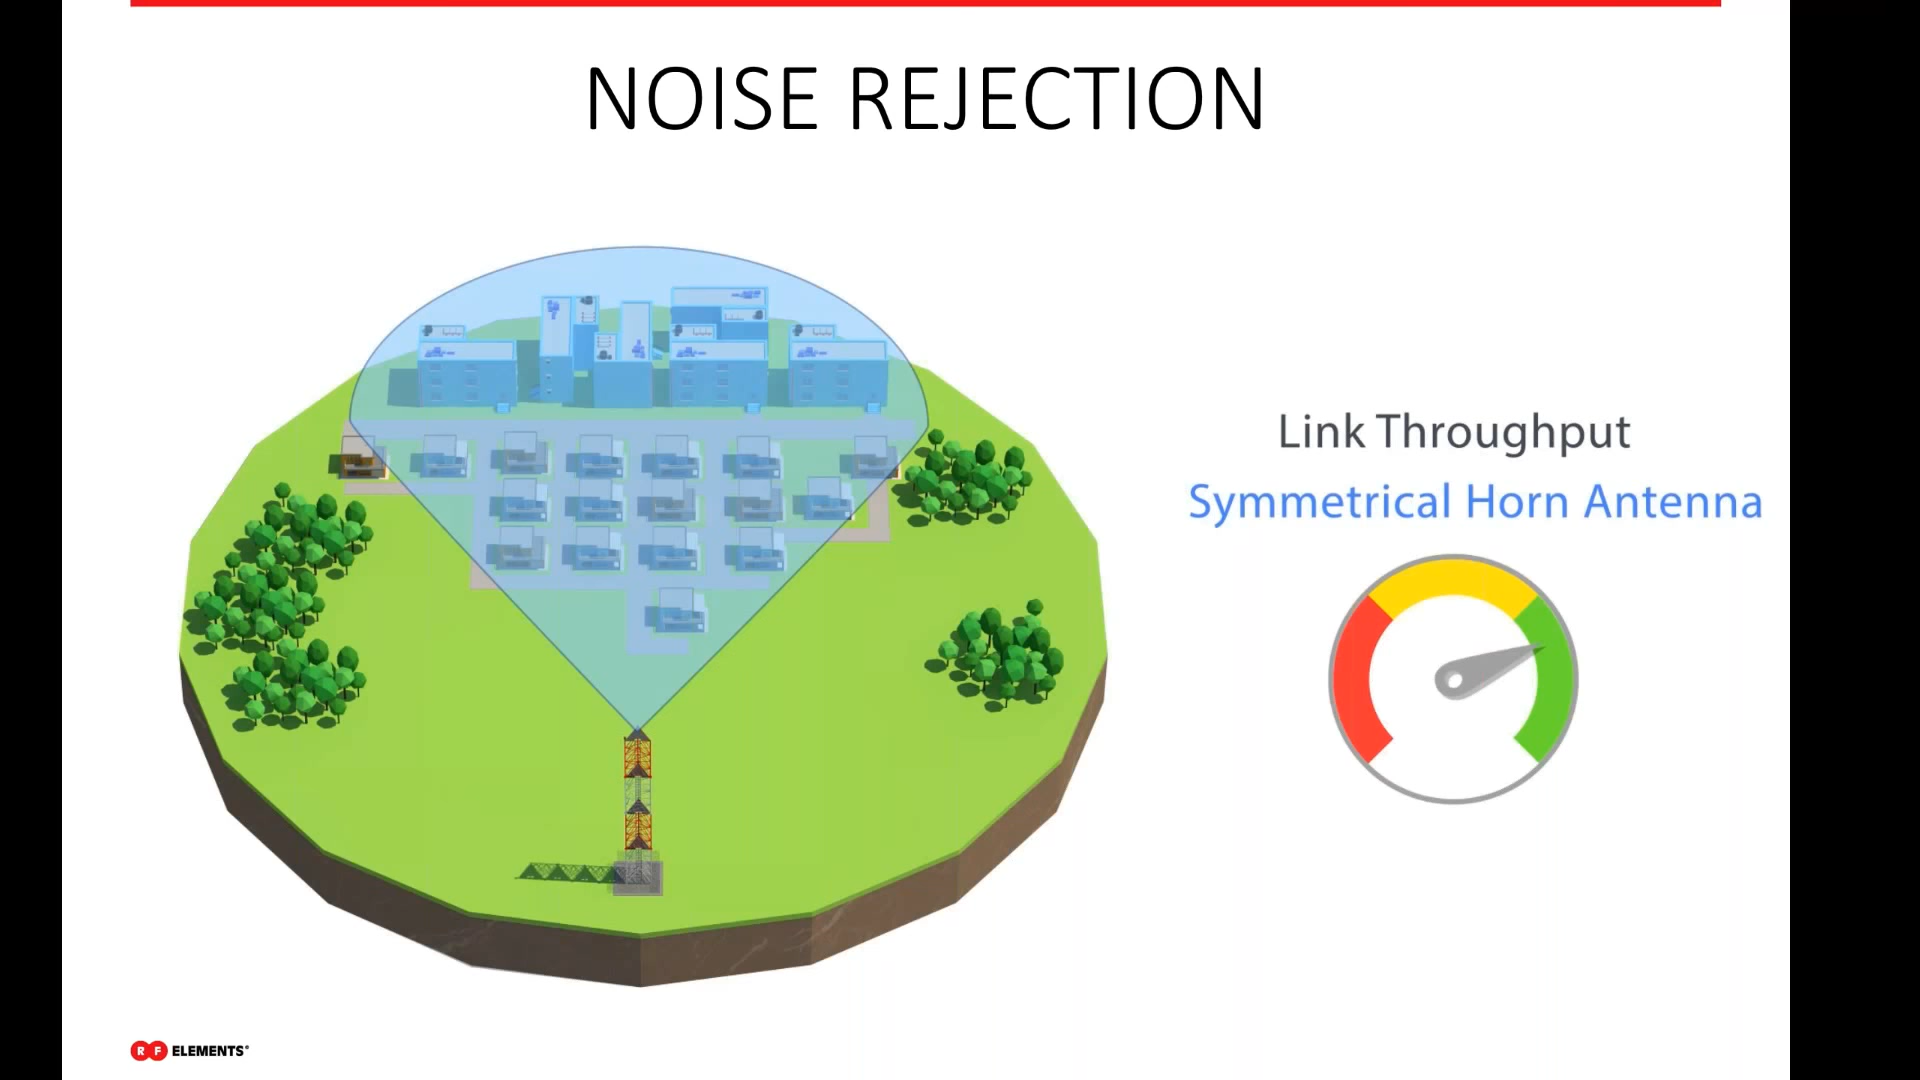 NOISE REJECTION
Link Throughput
Symmetrical Horn Antenna
RF ELEMENTS®